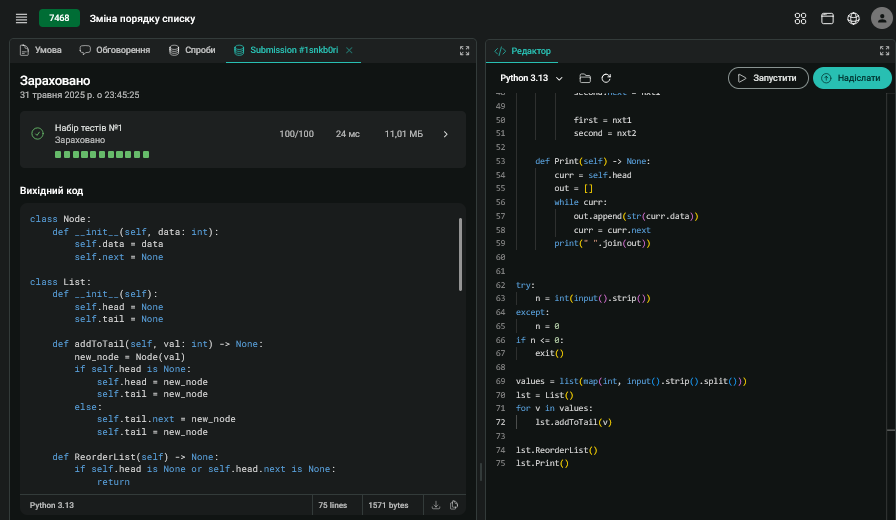 7468 Зміна порядку списку
Умова Обговорення Спроби Submission #1snkb0ri
Зараховано
31 травня 2025 р. о 23:45:25
Набір тестів №1
Зараховано
100/100 24 мс 11,01 МБ
Вихідний код
class Node:
def __init__(self, data: int):
self.data = data
self.next = None
class List:
def __init__(self):
self.head = None
self.tail = None
def addToTail(self, val: int) -> None:
new_node = Node(val)
if self.head is None:
self.head = new_node
self.tail = new_node
else:
self.tail.next = new_node
self.tail = new_node
def ReorderList(self) -> None:
if self.head is None or self.head.next is None:
return
Python 3.13 75 lines 1571 bytes
Редактор
Python 3.13 Запустити Надіслати
48 second.next = nxt1
49
50 first = nxt1
51 second = nxt2
52
53 def Print(self) -> None:
54 curr = self.head
55 out = []
56 while curr:
57 out.append(str(curr.data))
58 curr = curr.next
59 print(" ".join(out))
60
61
62 try:
63 n = int(input().strip())
64 except:
65 n = 0
66 if n <= 0:
67 exit()
68
69 values = list(map(int, input().strip().split()))
70 lst = List()
71 for v in values:
72 lst.addToTail(v)
73
74 lst.ReorderList()
75 lst.Print()